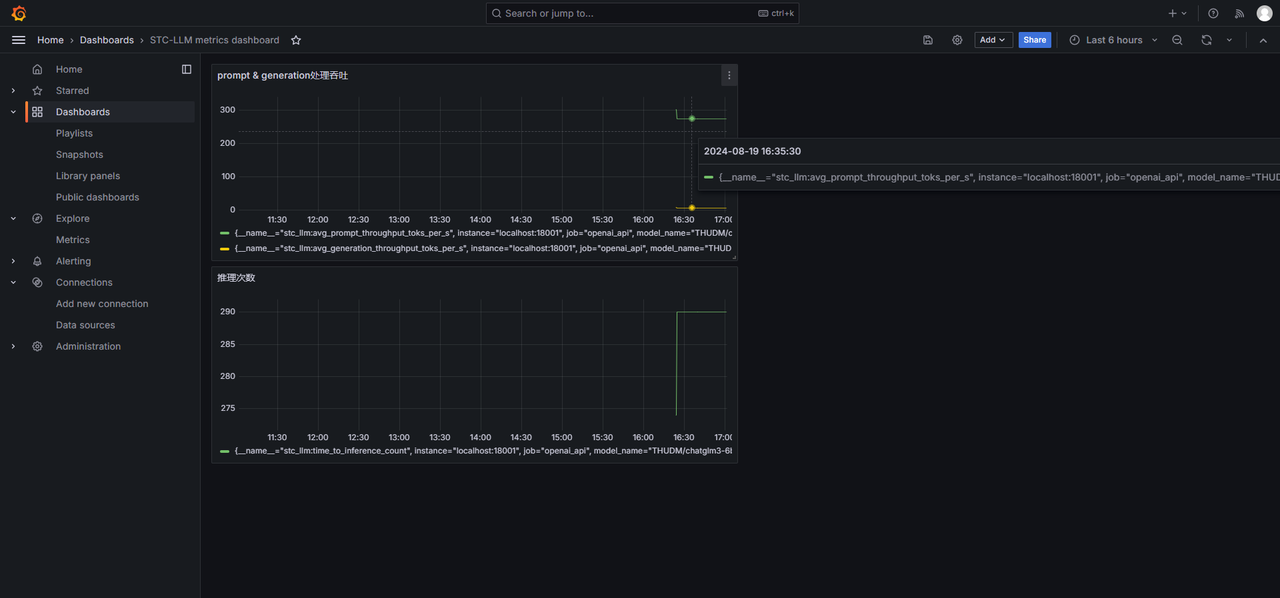 Search or jump to...
ctrl+k
Home › Dashboards › STC-LLM metrics dashboard
Add
Share
Last 6 hours
Home
Starred
Dashboards
Playlists
Snapshots
Library panels
Public dashboards
Explore
Metrics
Alerting
Connections
Add new connection
Data sources
Administration
prompt & generation处理吞吐
300
200
100
0
11:30 12:00 12:30 13:00 13:30 14:00 14:30 15:00 15:30 16:00 16:30 17:00
{__name__="stc_llm:avg_prompt_throughput_toks_per_s", instance="localhost:18001", job="openai_api", model_name="THUDM/c
{__name__="stc_llm:avg_generation_throughput_toks_per_s", instance="localhost:18001", job="openai_api", model_name="THUD
2024-08-19 16:35:30
{__name__="stc_llm:avg_prompt_throughput_toks_per_s", instance="localhost:18001", job="openai_api", model_name="THUD
推理次数
290
285
280
275
11:30 12:00 12:30 13:00 13:30 14:00 14:30 15:00 15:30 16:00 16:30 17:00
{__name__="stc_llm:time_to_inference_count", instance="localhost:18001", job="openai_api", model_name="THUDM/chatglm3-6b